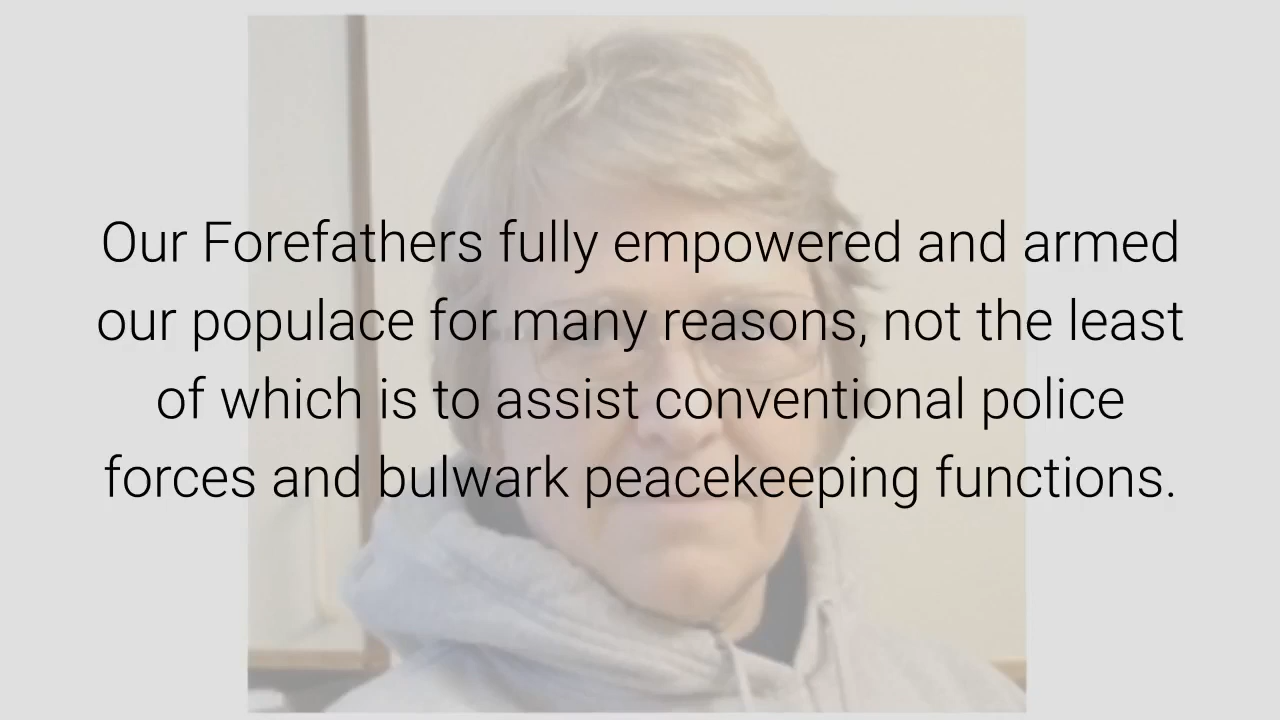 Our Forefathers fully empowered and armed
our populace for many reasons, not the least
of which is to assist conventional police
forces and bulwark peacekeeping functions.